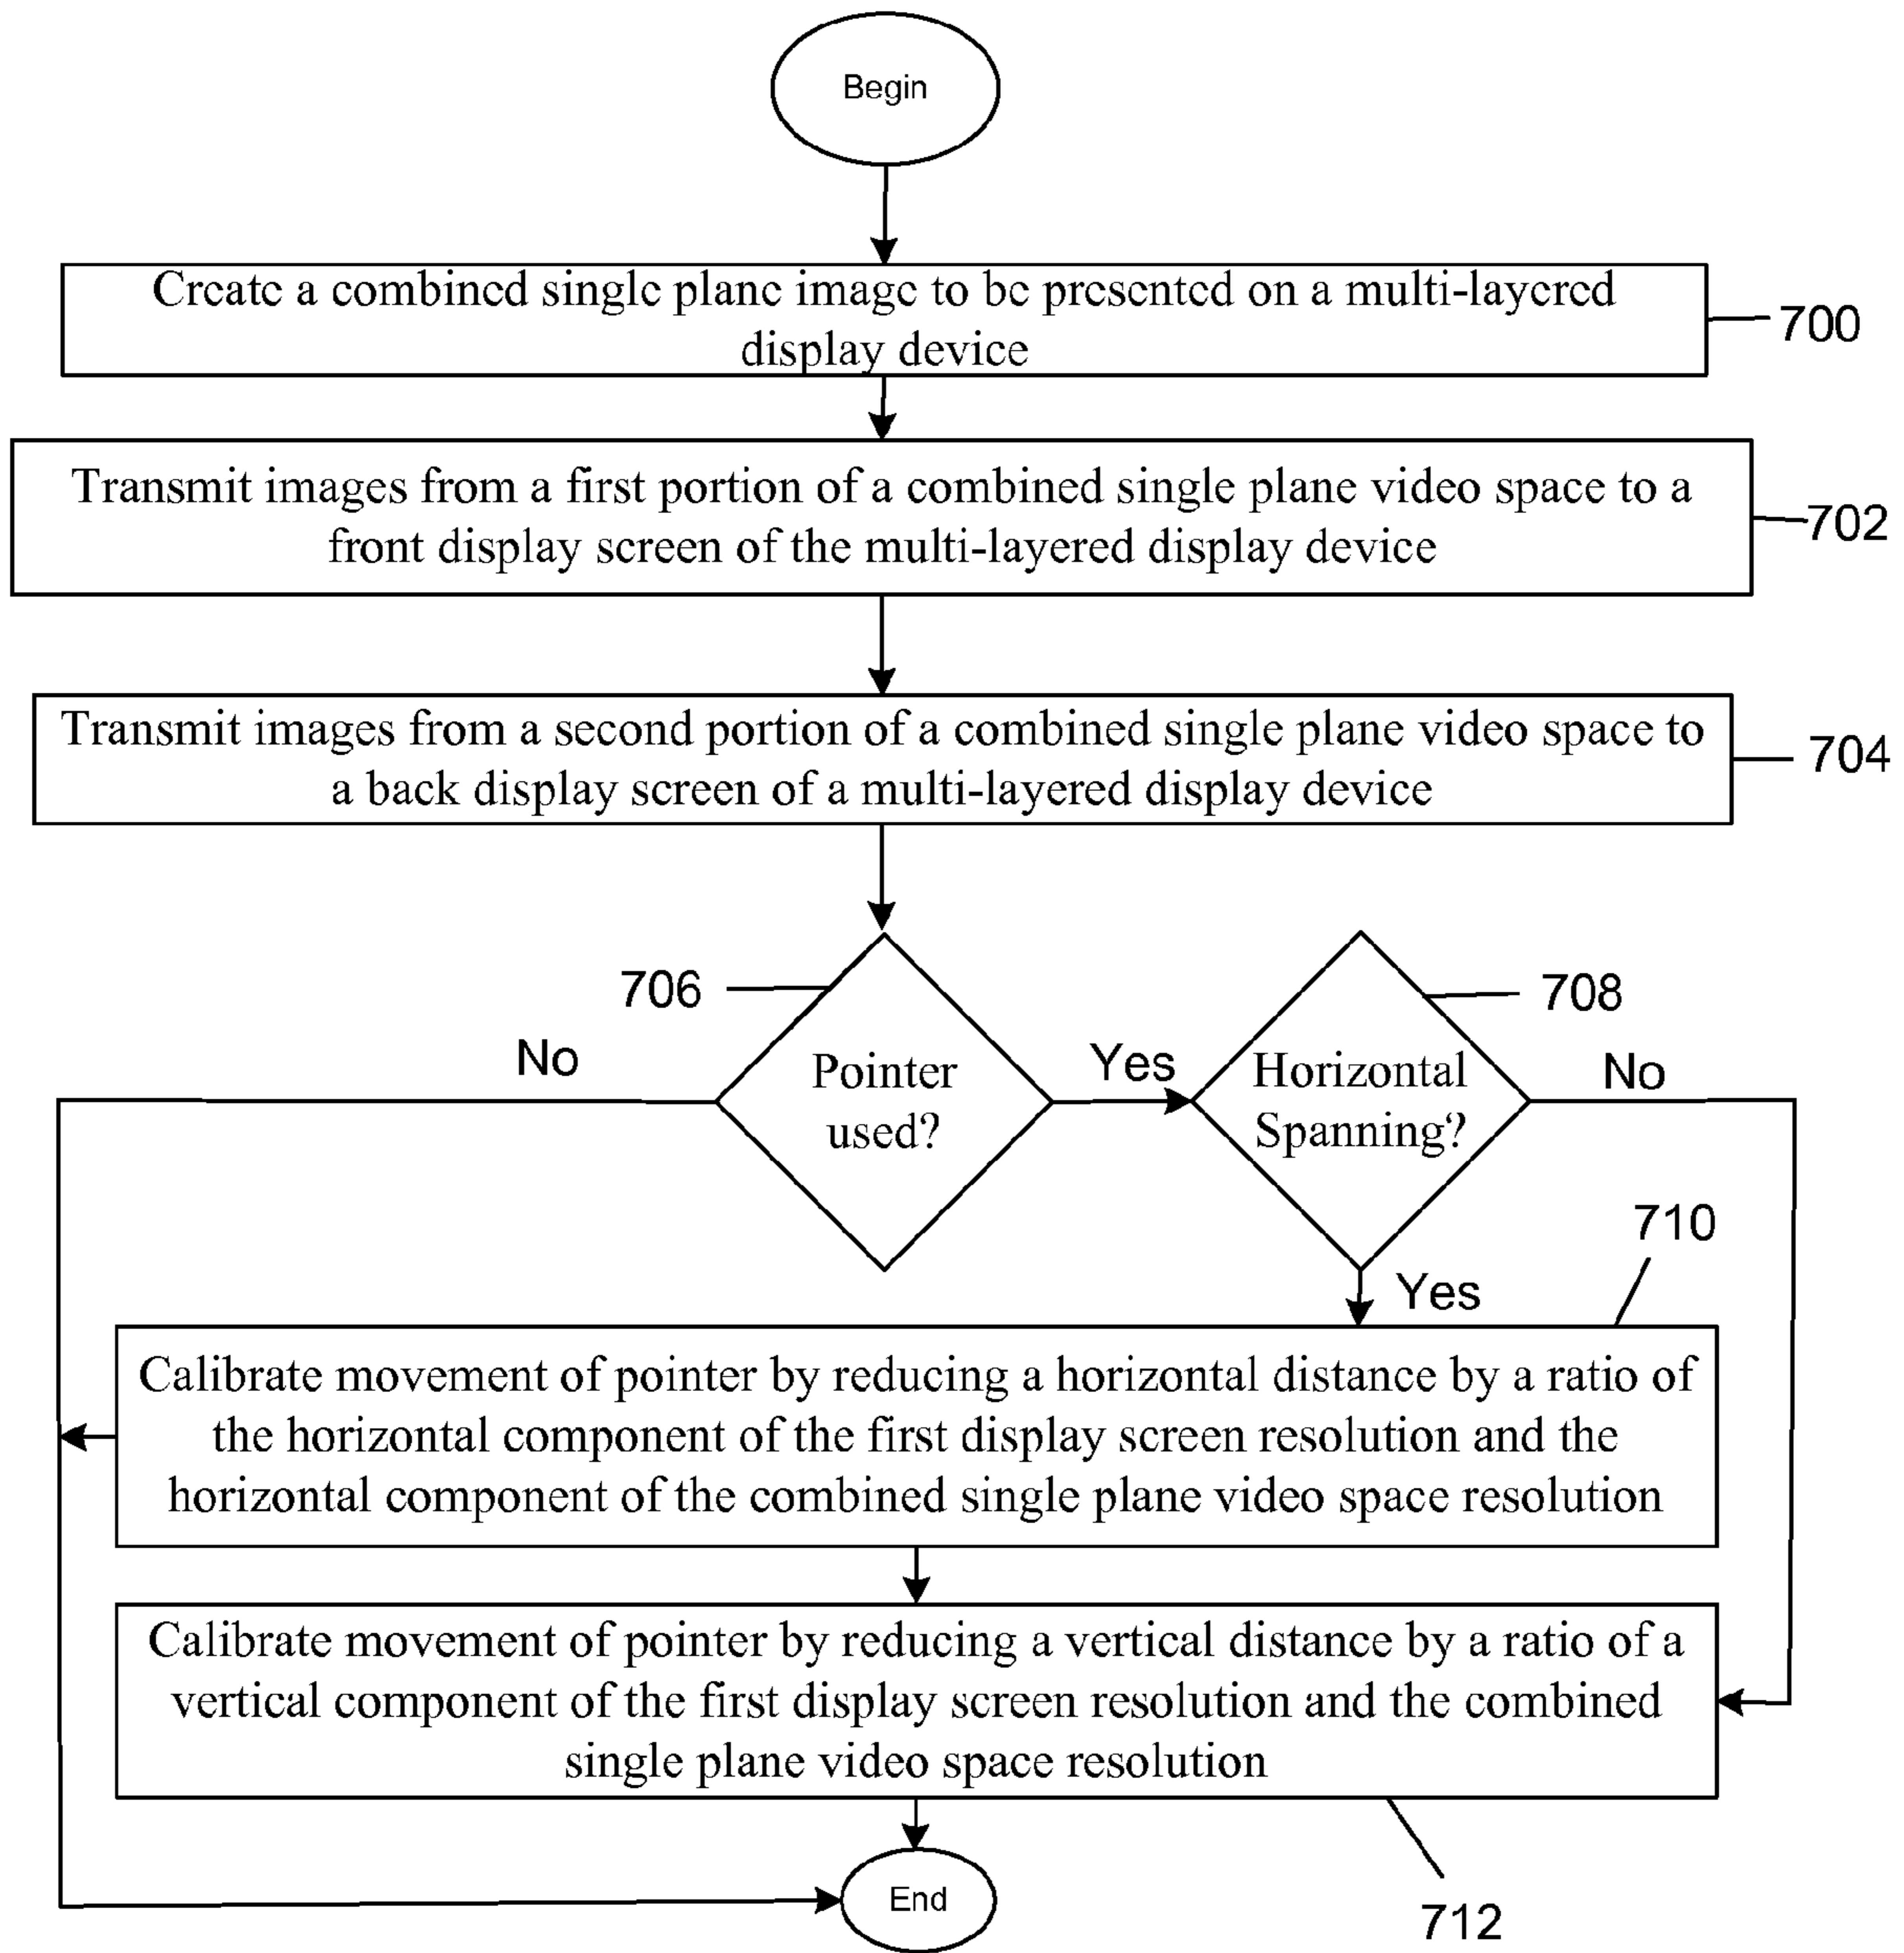 Begin
Create a combined single plane image to be presented on a multi-layered
display device
700
Transmit images from a first portion of a combined single plane video space to a
front display screen of the multi-layered display device
702
Transmit images from a second portion of a combined single plane video space to
a back display screen of a multi-layered display device
704
706
708
No
Pointer
used?
Yes
Horizontal
Spanning?
No
710
Yes
Calibrate movement of pointer by reducing a horizontal distance by a ratio of
the horizontal component of the first display screen resolution and the
horizontal component of the combined single plane video space resolution
Calibrate movement of pointer by reducing a vertical distance by a ratio of a
vertical component of the first display screen resolution and the combined
single plane video space resolution
End
712